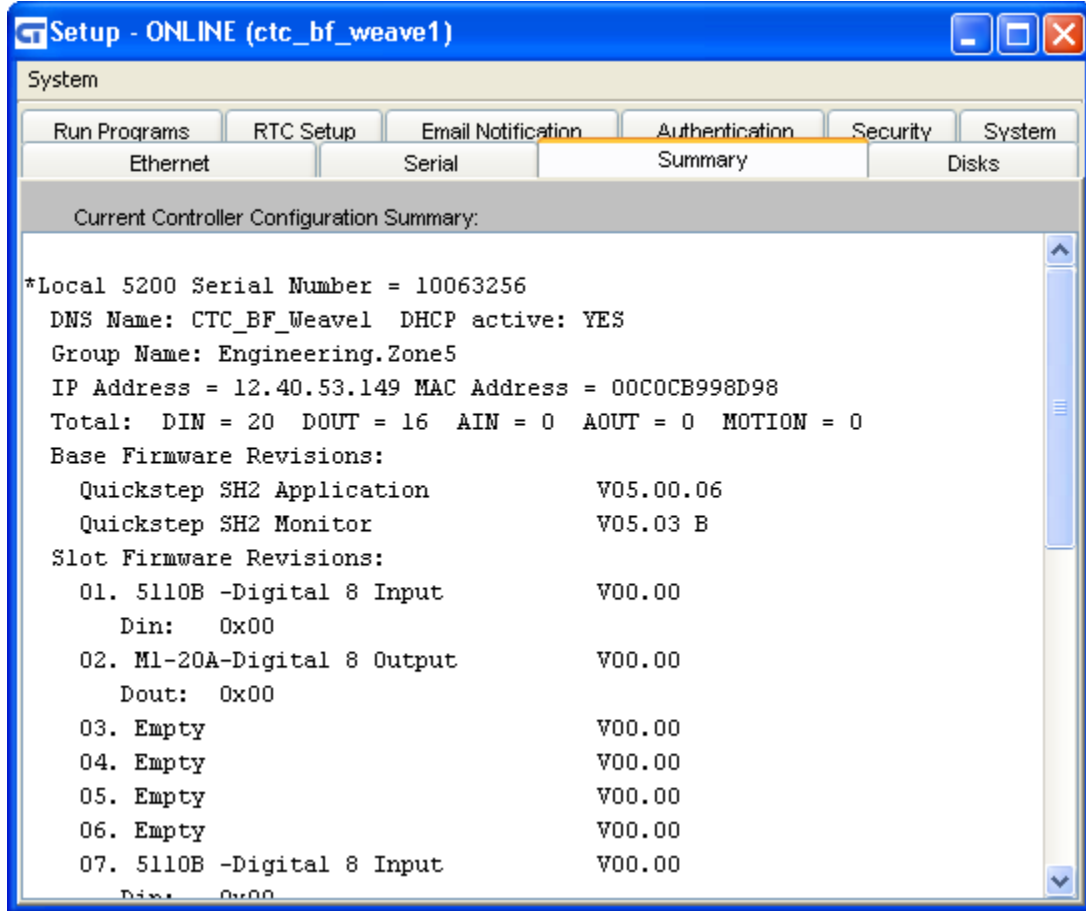 Setup - ONLINE (ctc_bf_weave1)
System
Run Programs RTC Setup Email Notification Authentication Security System
Ethernet Serial Summary Disks
Current Controller Configuration Summary:
*Local 5200 Serial Number = 10063256
DNS Name: CTC_BF_Weave1 DHCP active: YES
Group Name: Engineering.Zone5
IP Address = 12.40.53.149 MAC Address = 00C0CB998D98
Total: DIN = 20 DOUT = 16 AIN = 0 AOUT = 0 MOTION = 0
Base Firmware Revisions:
Quickstep SH2 Application V05.00.06
Quickstep SH2 Monitor V05.03 B
Slot Firmware Revisions:
01. 5110B -Digital 8 Input V00.00
Din: 0x00
02. M1-20A-Digital 8 Output V00.00
Dout: 0x00
03. Empty V00.00
04. Empty V00.00
05. Empty V00.00
06. Empty V00.00
07. 5110B -Digital 8 Input V00.00
Din: 0x00